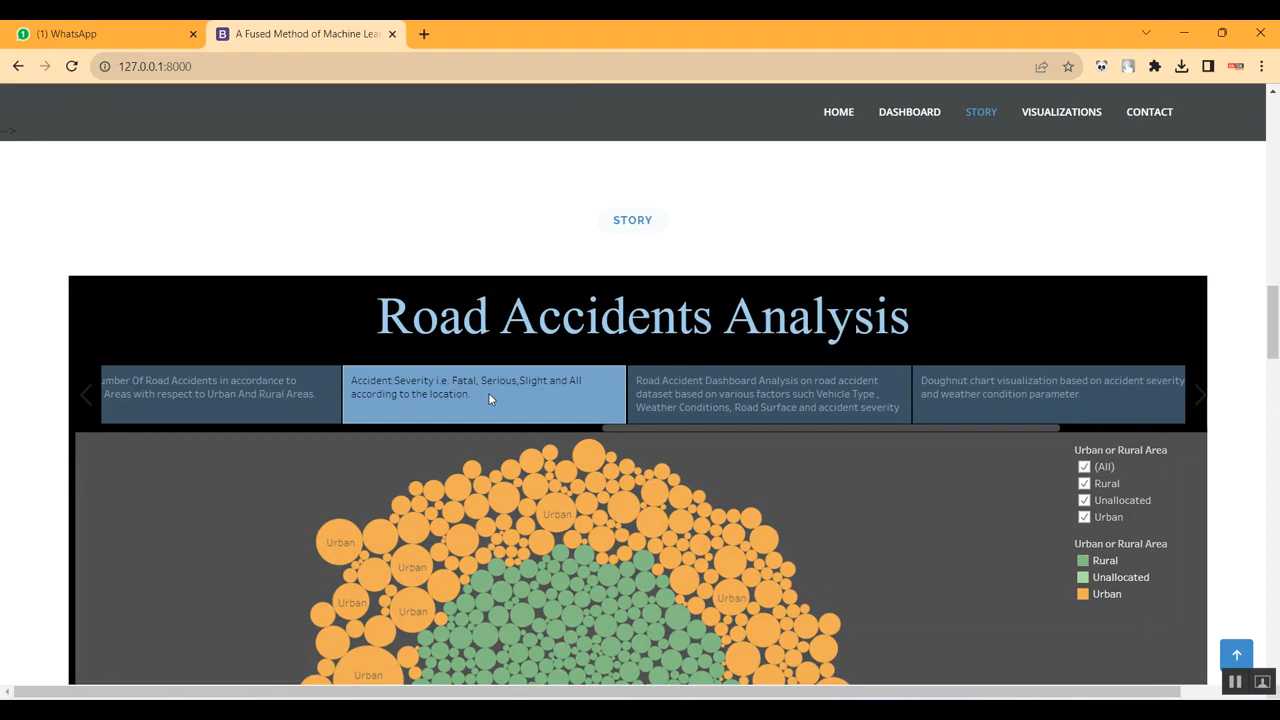 (1) WhatsApp
A Fused Method of Machine Lea
127.0.0.1:8000
HOME DASHBOARD STORY VISUALIZATIONS CONTACT
-->
STORY
Road Accidents Analysis
umber Of Road Accidents in accordance to
Areas with respect to Urban And Rural Areas.
Accident Severity i.e. Fatal, Serious,Slight and All
according to the location.
Road Accident Dashboard Analysis on road accident
dataset based on various factors such Vehicle Type ,
Weather Conditions, Road Surface and accident severity
Doughnut chart visualization based on accident severity
and weather condition parameter.
Urban or Rural Area
(All)
Rural
Unallocated
Urban
Urban or Rural Area
Rural
Unallocated
Urban
Urban
Urban
Urban
Urban
Urban
Urban
Urban